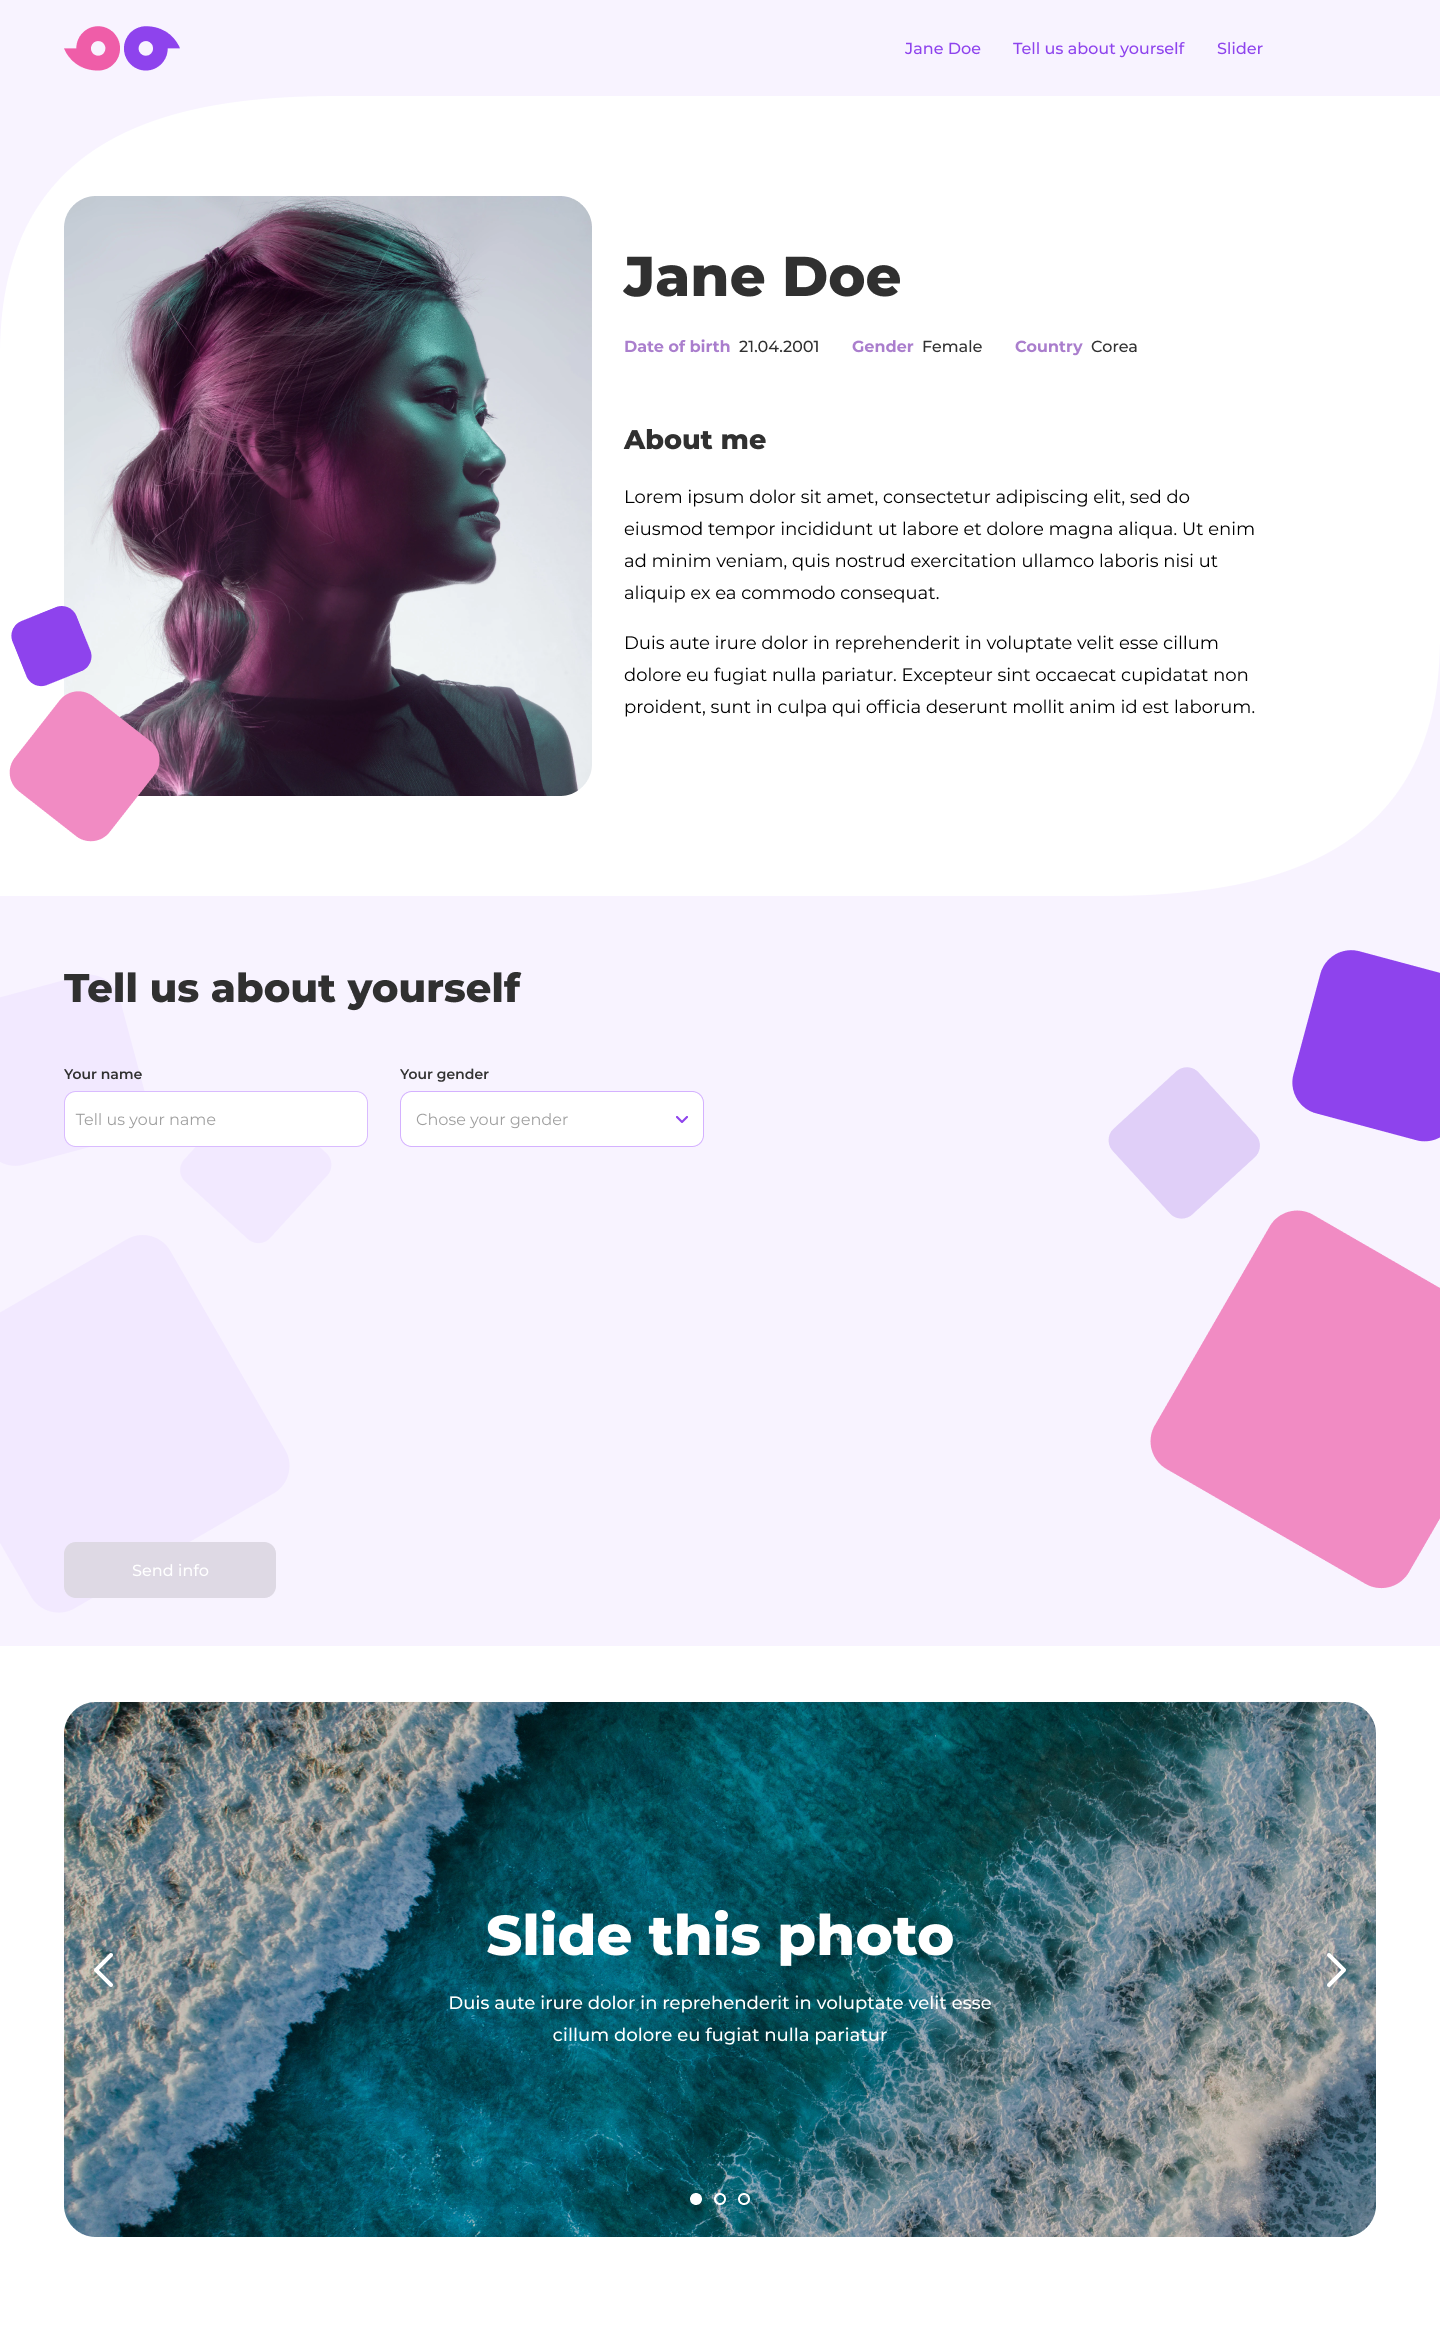 Jane Doe Tell us about yourself Slider
Jane Doe
Date of birth 21.04.2001 Gender Female Country Corea
About me
Lorem ipsum dolor sit amet, consectetur adipiscing elit, sed do
eiusmod tempor incididunt ut labore et dolore magna aliqua. Ut enim
ad minim veniam, quis nostrud exercitation ullamco laboris nisi ut
aliquip ex ea commodo consequat.
Duis aute irure dolor in reprehenderit in voluptate velit esse cillum
dolore eu fugiat nulla pariatur. Excepteur sint occaecat cupidatat non
proident, sunt in culpa qui officia deserunt mollit anim id est laborum.
Tell us about yourself
Your name Your gender
Tell us your name Chose your gender
Send info
Slide this photo
Duis aute irure dolor in reprehenderit in voluptate velit esse
cillum dolore eu fugiat nulla pariatur